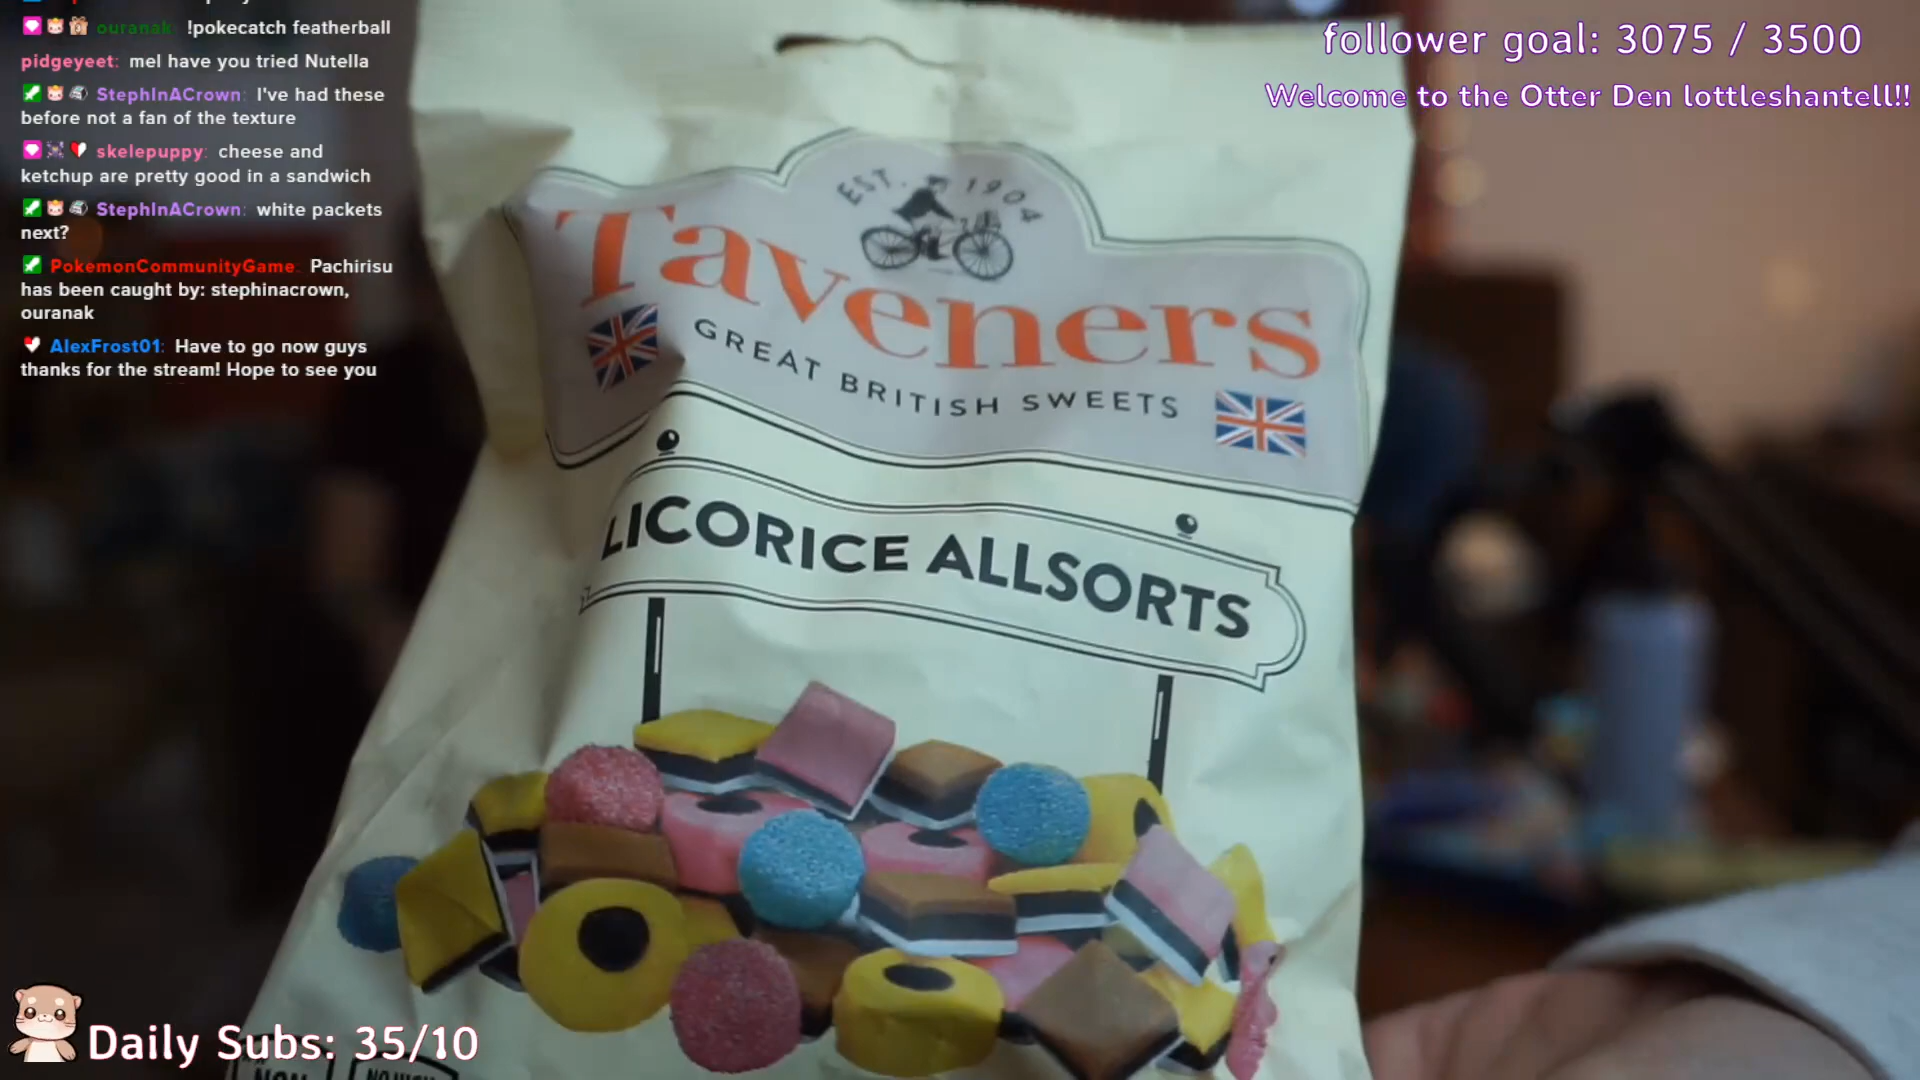 ouranak: !pokecatch featherball
pidgeyeet: mel have you tried Nutella
StephInACrown: I've had these
before not a fan of the texture
skelepuppy: cheese and
ketchup are pretty good in a sandwich
StephInACrown: white packets
next?
PokemonCommunityGame: Pachirisu
has been caught by: stephinacrown,
ouranak
AlexFrost01: Have to go now guys
thanks for the stream! Hope to see you
follower goal: 3075 / 3500
Welcome to the Otter Den lottleshantell!!
EST. 1904
Taveners
GREAT BRITISH SWEETS
LICORICE ALLSORTS
Daily Subs: 35/10
NON